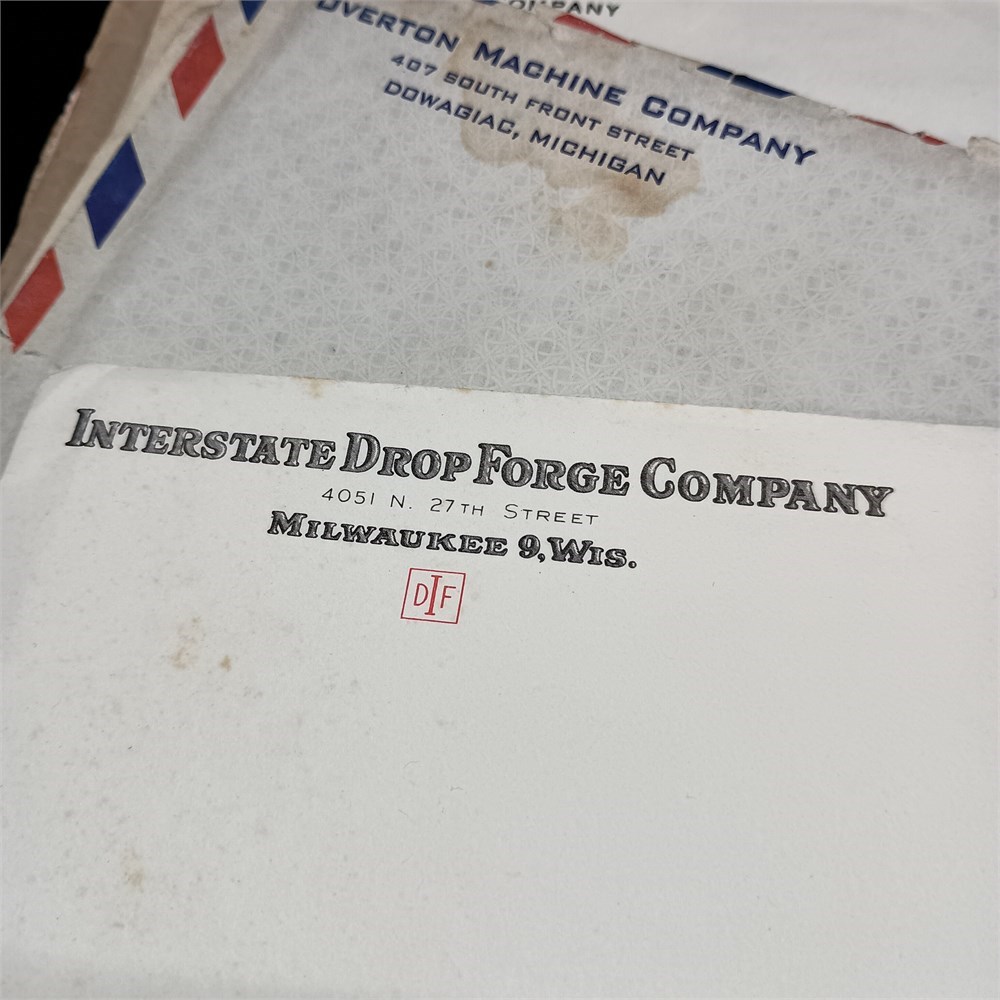 OVERTON MACHINE COMPANY
407 SOUTH FRONT STREET
DOWAGIAC, MICHIGAN
INTERSTATE DROP FORGE COMPANY
4051 N. 27TH STREET
MILWAUKEE 9, WIS.
DIF